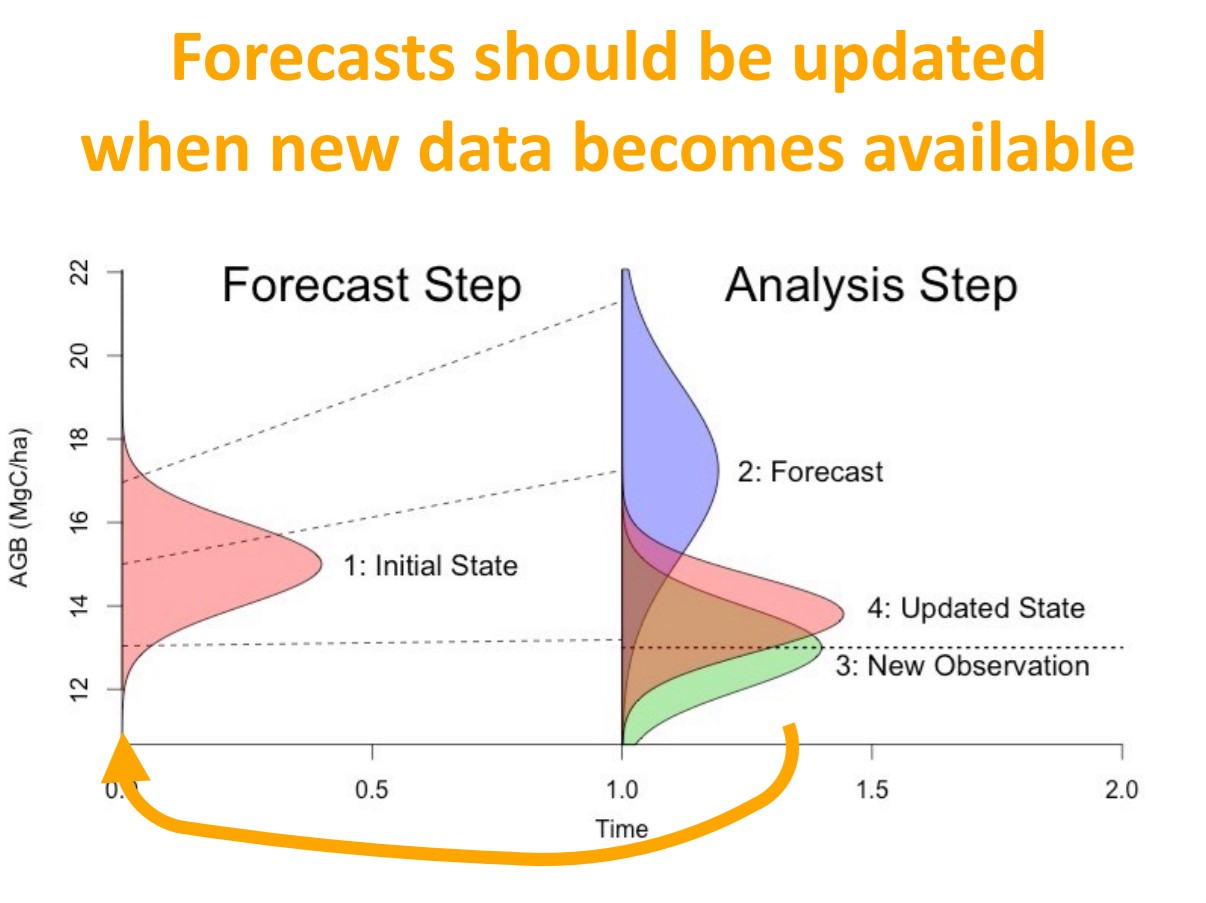 Forecasts should be updated
when new data becomes available
Forecast Step
Analysis Step
AGB (MgC/ha)
22
20
18
16
14
12
1: Initial State
2: Forecast
4: Updated State
3: New Observation
0.5
1.0
1.5
2.0
Time